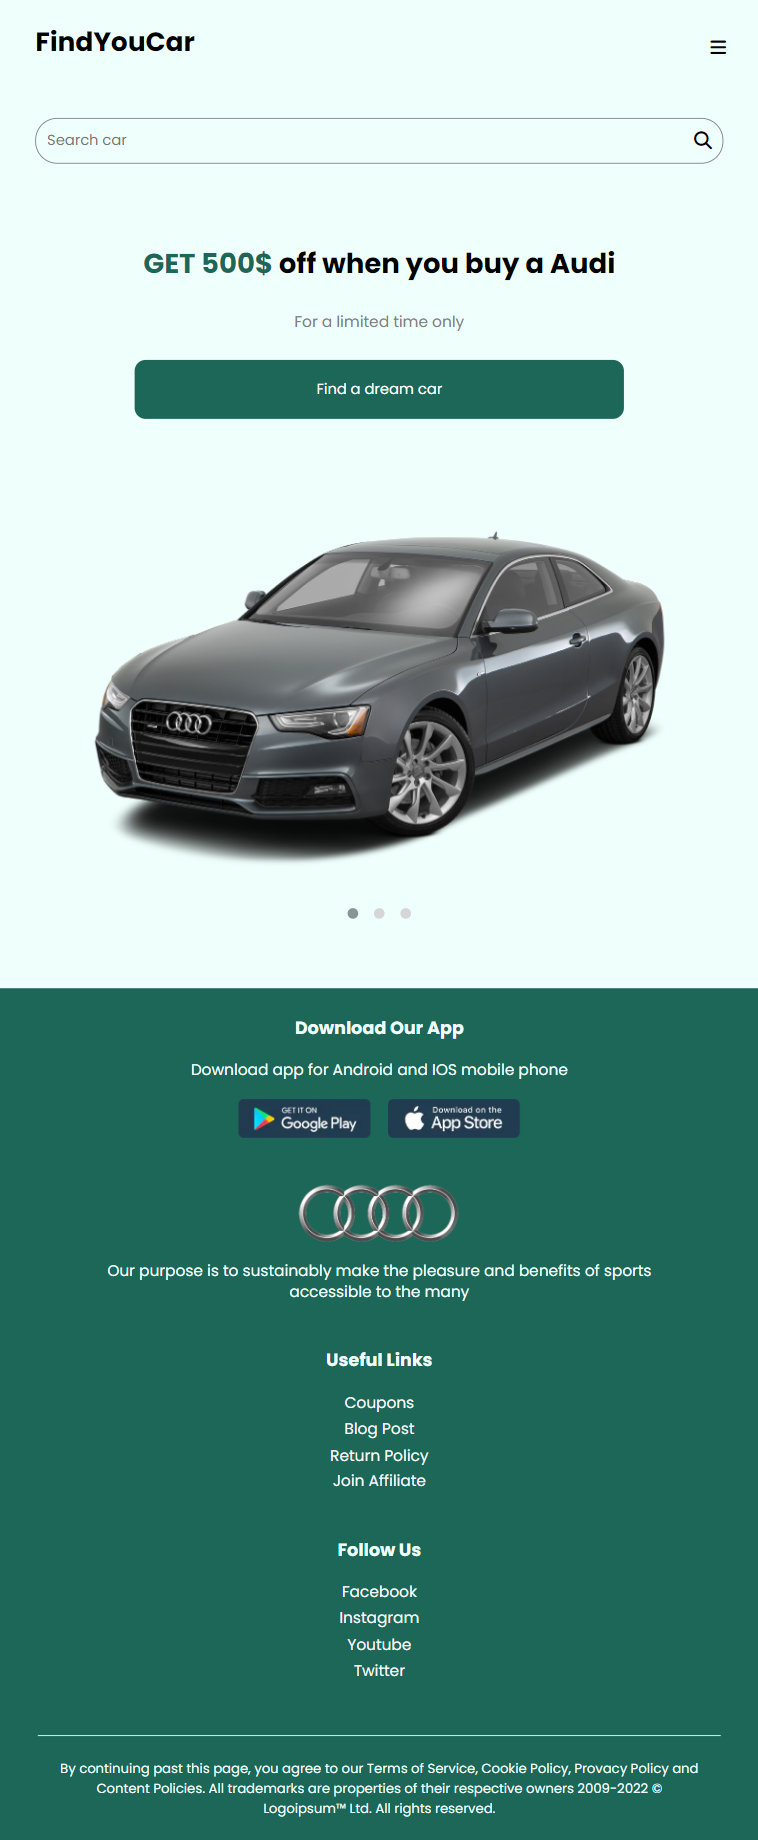 FindYouCar
Search car
GET 500$ off when you buy a Audi
For a limited time only
Find a dream car
Download Our App
Download app for Android and IOS mobile phone
GET IT ON
Google Play
Download on the
App Store
Our purpose is to sustainably make the pleasure and benefits of sports
accessible to the many
Useful Links
Coupons
Blog Post
Return Policy
Join Affiliate
Follow Us
Facebook
Instagram
Youtube
Twitter
By continuing past this page, you agree to our Terms of Service, Cookie Policy, Provacy Policy and
Content Policies. All trademarks are properties of their respective owners 2009-2022 ©
Logoipsum™ Ltd. All rights reserved.